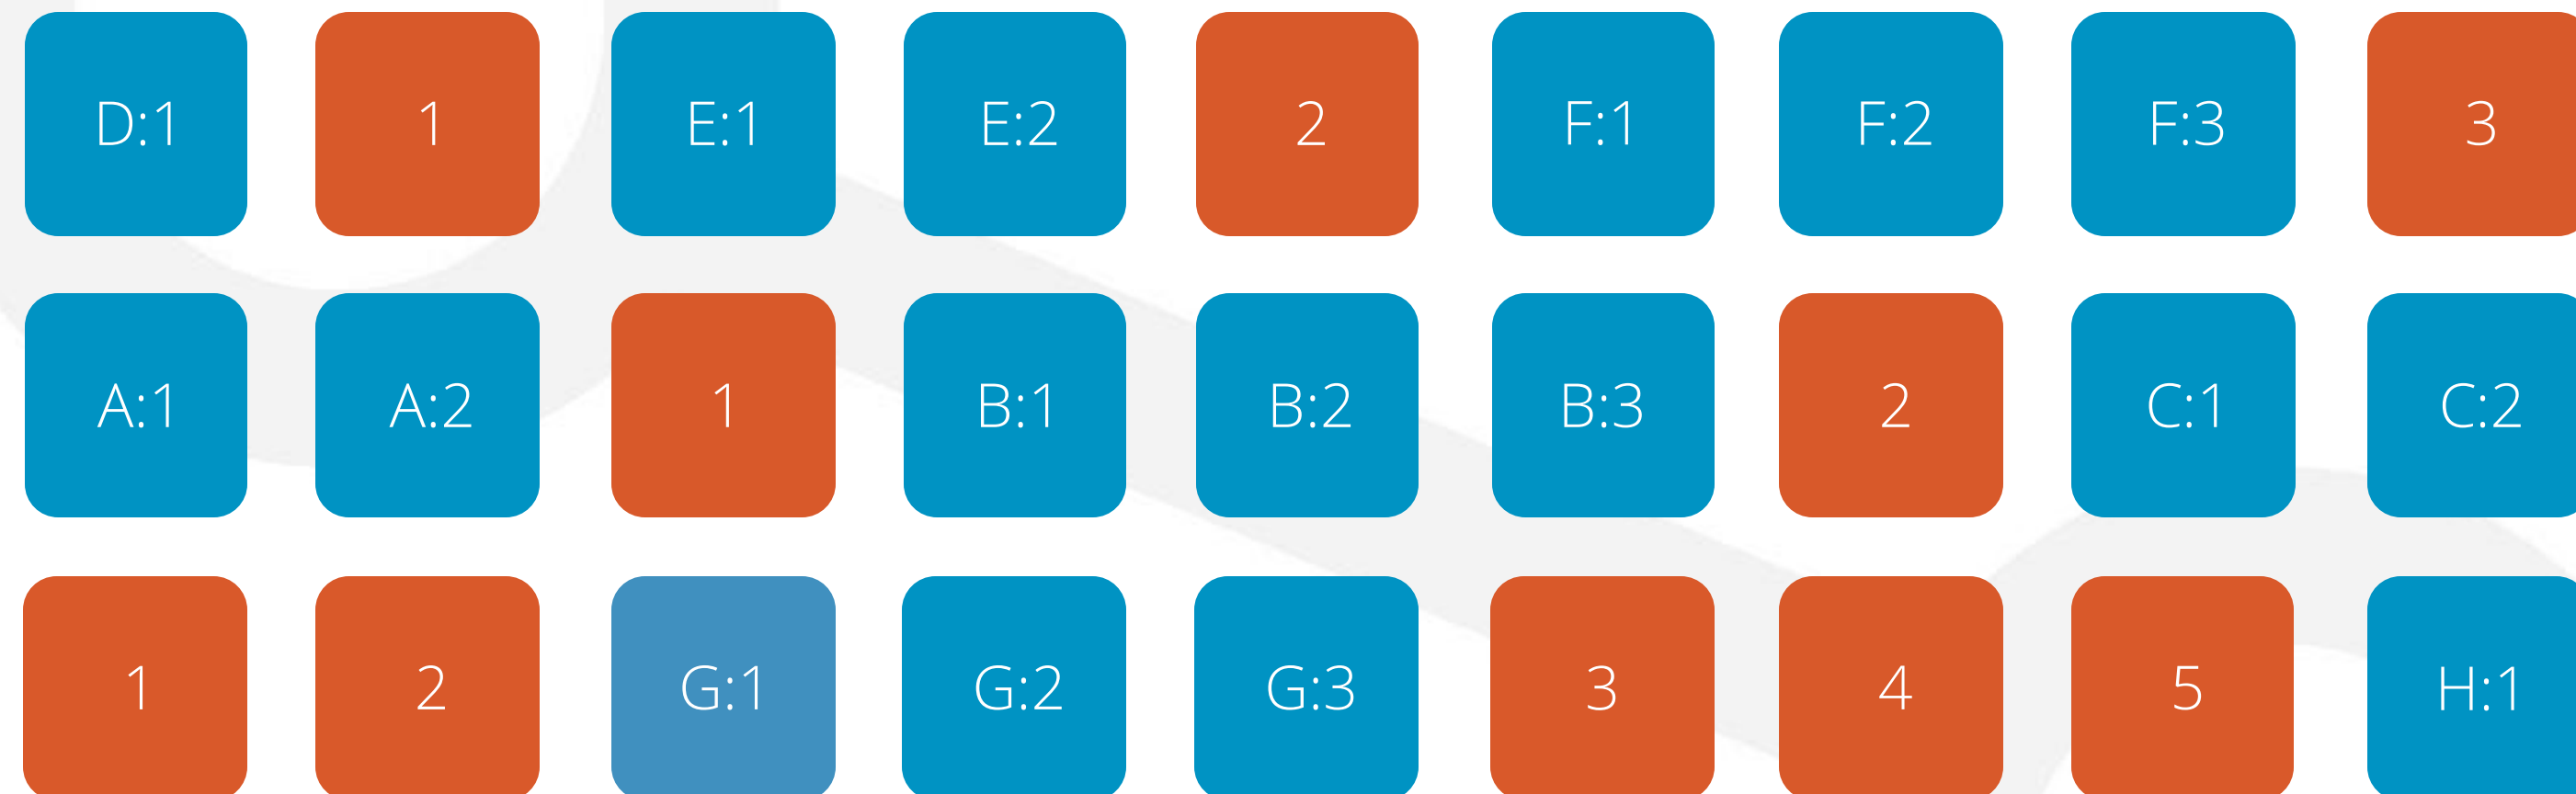 D:1 1 E:1 E:2 2 F:1 F:2 F:3 3
A:1 A:2 1 B:1 B:2 B:3 2 C:1 C:2
1 2 G:1 G:2 G:3 3 4 5 H:1